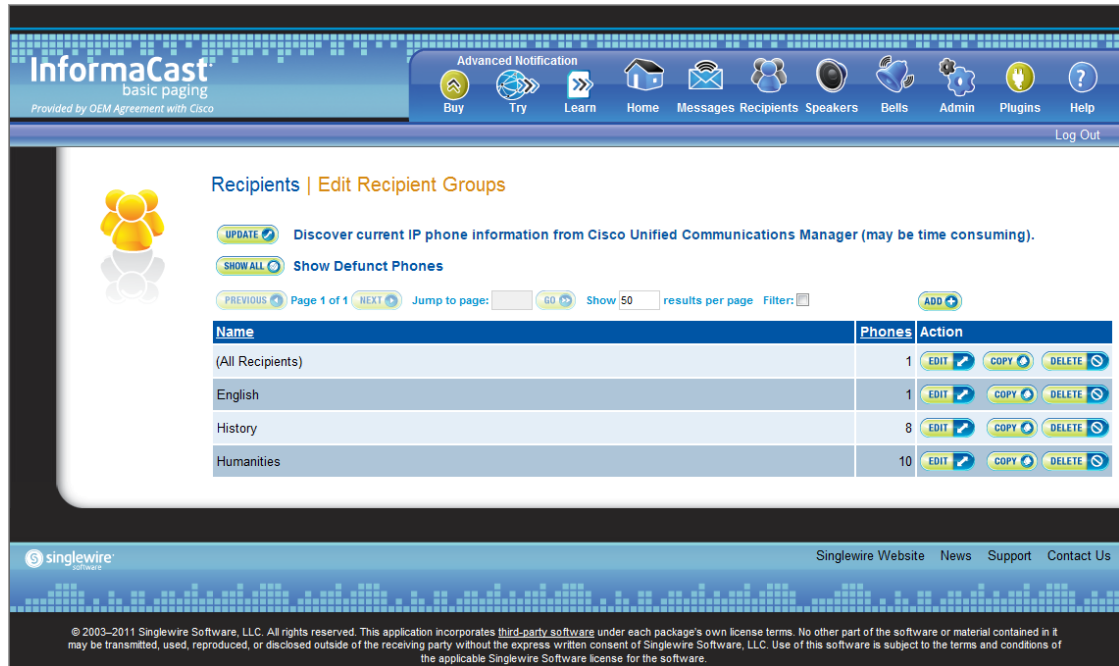 InformaCast
basic paging
Provided by OEM Agreement with Cisco
Advanced Notification
Buy Try Learn Home Messages Recipients Speakers Bells Admin Plugins Help
Log Out
Recipients | Edit Recipient Groups
UPDATE Discover current IP phone information from Cisco Unified Communications Manager (may be time consuming).
SHOW ALL Show Defunct Phones
PREVIOUS Page 1 of 1 NEXT Jump to page: GO Show 50 results per page Filter: ADD
Name Phones Action
(All Recipients) 1 EDIT COPY DELETE
English 1 EDIT COPY DELETE
History 8 EDIT COPY DELETE
Humanities 10 EDIT COPY DELETE
singlewire software Singlewire Website News Support Contact Us
© 2003–2011 Singlewire Software, LLC. All rights reserved. This application incorporates third-party software under each package's own license terms. No other part of the software or material contained in it
may be transmitted, used, reproduced, or disclosed outside of the receiving party without the express written consent of Singlewire Software, LLC. Use of this software is subject to the terms and conditions of
the applicable Singlewire Software license for the software.